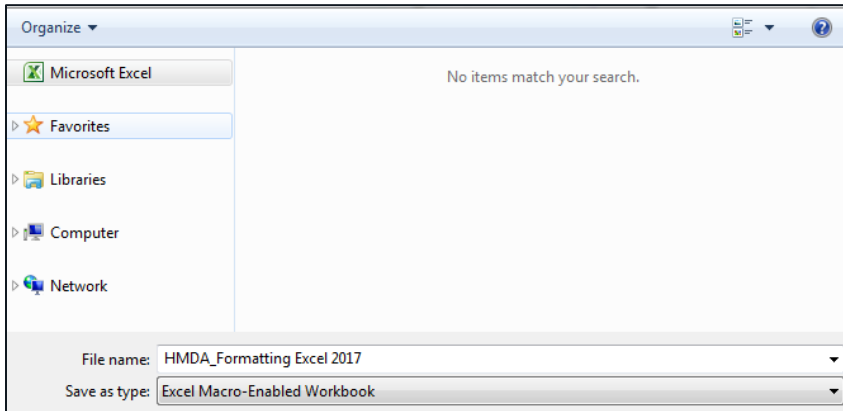 Organize
Microsoft Excel
No items match your search.
Favorites
Libraries
Computer
Network
File name: HMDA_Formatting Excel 2017
Save as type: Excel Macro-Enabled Workbook